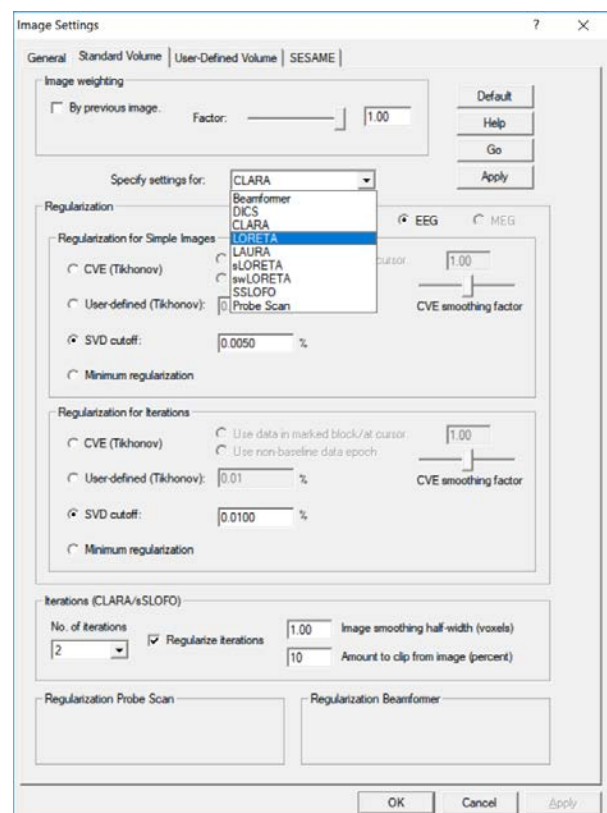 Image Settings ? ×
General Standard Volume User-Defined Volume SESAME
Image weighting
By previous image.
Factor: 1.00
Default
Help
Go
Apply
Specify settings for: CLARA
Beamformer
DICS
CLARA
LORETA
LAURA
sLORETA
swLORETA
SSLOFO
Probe Scan
Regularization
EEG MEG
Regularization for Simple Images
CVE (Tikhonov) cursor 1.00
User-defined (Tikhonov): 0 CVE smoothing factor
SVD cutoff: 0.0050 %
Minimum regularization
Regularization for Iterations
CVE (Tikhonov) Use data in marked block/at cursor 1.00
Use non-baseline data epoch
User-defined (Tikhonov): 0.01 % CVE smoothing factor
SVD cutoff: 0.0100 %
Minimum regularization
Iterations (CLARA/sSLOFO)
No. of iterations
2 Regularize iterations
1.00 Image smoothing half-width (voxels)
10 Amount to clip from image (percent)
Regularization Probe Scan Regularization Beamformer
OK Cancel Apply